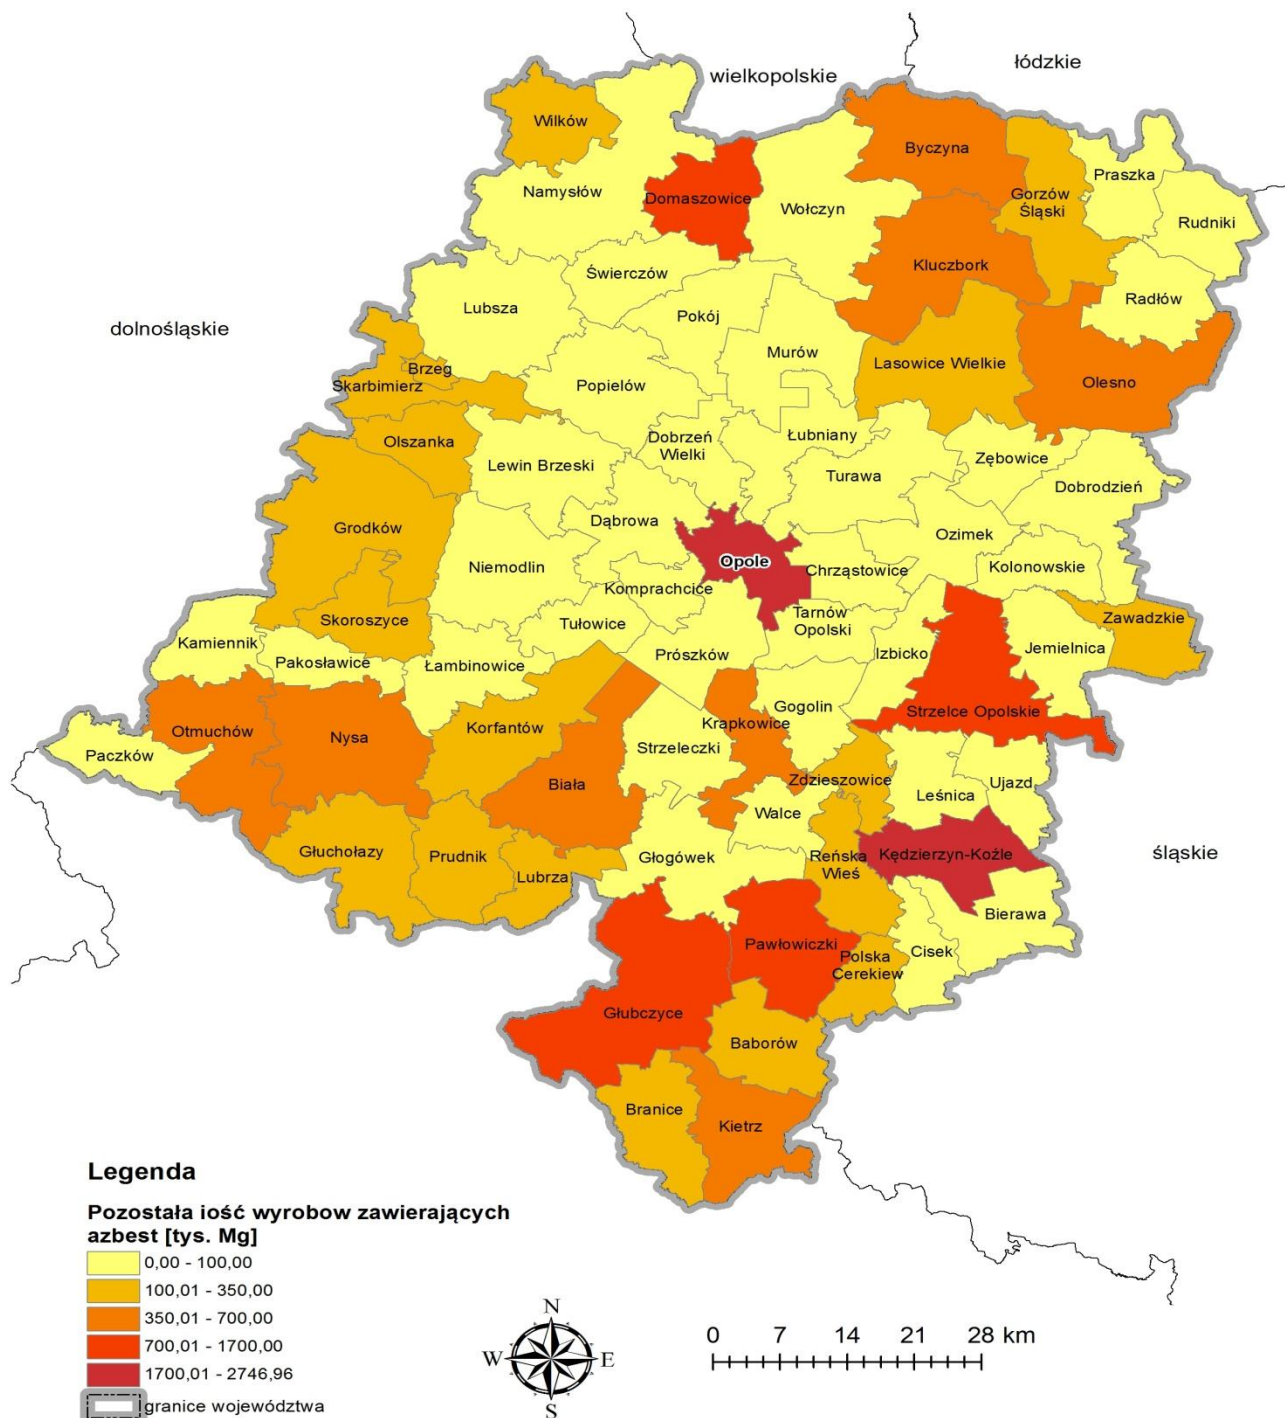 wielkopolskie
łódzkie
Wilków
Byczyna
Praszka
Namysłów
Domaszowice
Wołczyn
Gorzów
Śląski
Rudniki
Świerczów
Kluczbork
Lubsza
Radłów
dolnośląskie
Pokój
Murów
Lasowice Wielkie
Brzeg
Skarbimierz
Popielów
Olesno
Olszanka
Dobrzeń
Wielki
Łubniany
Lewin Brzeski
Zębowice
Turawa
Dobrodzień
Grodków
Dąbrowa
Ozimek
Opole
Niemodlin
Chrząstowice
Kolonowskie
Komprachcice
Skoroszyce
Tułowice
Tarnów
Opolski
Zawadzkie
Kamiennik
Pakosławice
Łambinowice
Prószków
Izbicko
Jemielnica
Otmuchów
Nysa
Korfantów
Krapkowice
Gogolin
Strzelce Opolskie
Paczków
Strzeleczki
Biała
Zdzieszowice
Leśnica
Ujazd
Walce
Głuchołazy
Prudnik
Lubrza
Głogówek
Reńska
Wieś
Kędzierzyn-Koźle
śląskie
Bierawa
Pawłowiczki
Polska
Cerekiew
Cisek
Głubczyce
Baborów
Branice
Kietrz
Legenda
Pozostała iość wyrobow zawierających
azbest [tys. Mg]
0,00 - 100,00
100,01 - 350,00
350,01 - 700,00
700,01 - 1700,00
1700,01 - 2746,96
granice województwa
N
W E
S
0 7 14 21 28 km